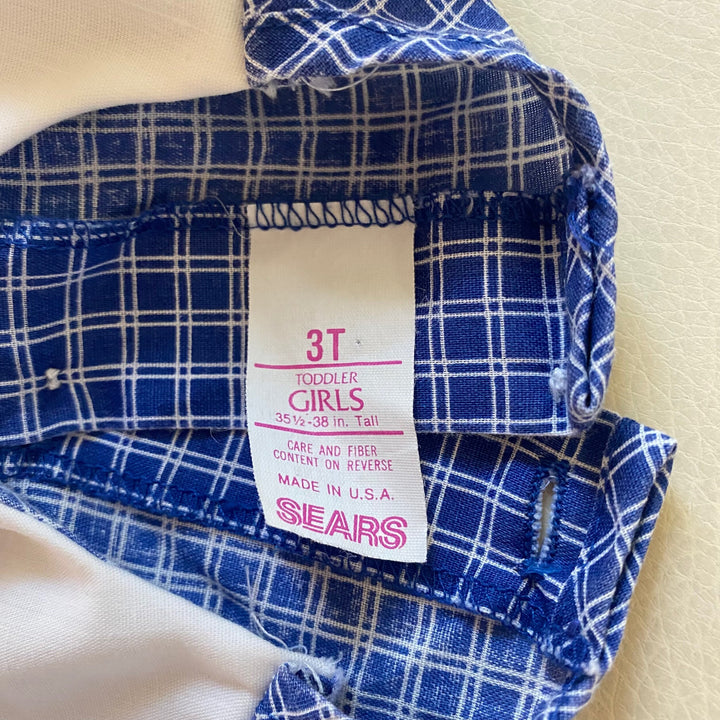 3T
TODDLER
GIRLS
35½-38 in. Tall
CARE AND FIBER
CONTENT ON REVERSE
MADE IN U.S.A.
SEARS